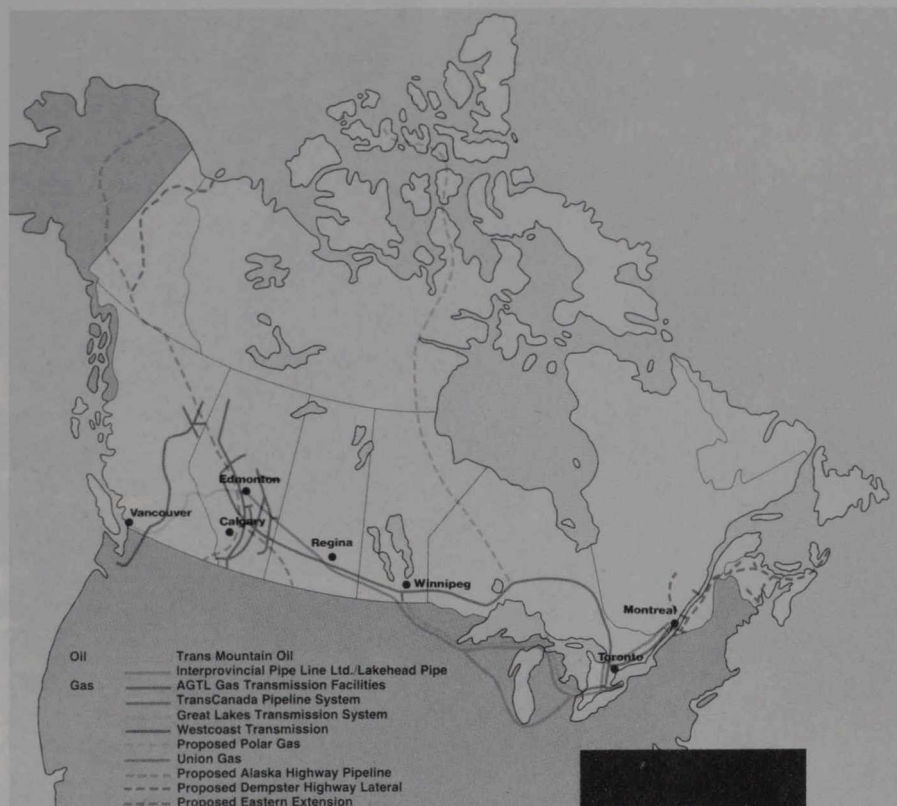 Edmonton
Vancouver
Calgary
Regina
Winnipeg
Montreal
Toronto
Oil Trans Mountain Oil
Interprovincial Pipe Line Ltd./Lakehead Pipe
Gas AGTL Gas Transmission Facilities
TransCanada Pipeline System
Great Lakes Transmission System
Westcoast Transmission
Proposed Polar Gas
Union Gas
Proposed Alaska Highway Pipeline
Proposed Dempster Highway Lateral
Proposed Eastern Extension